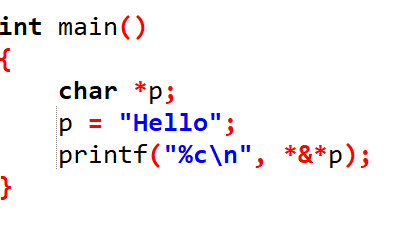 int main()
{
    char *p;
    p = "Hello";
    printf("%c\n", *&*p);
}